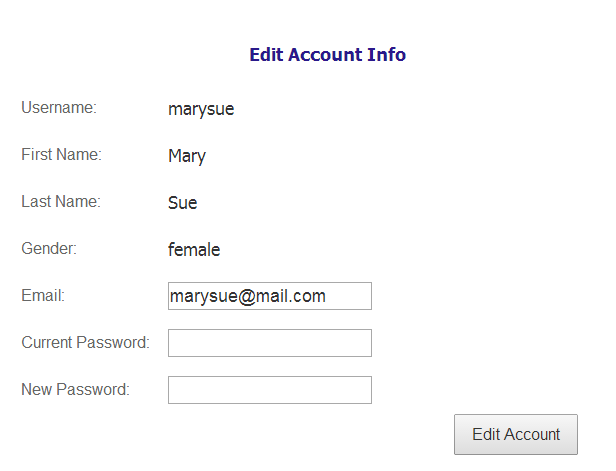 Edit Account Info
Username: marysue
First Name: Mary
Last Name: Sue
Gender: female
Email: marysue@mail.com
Current Password:
New Password:
Edit Account